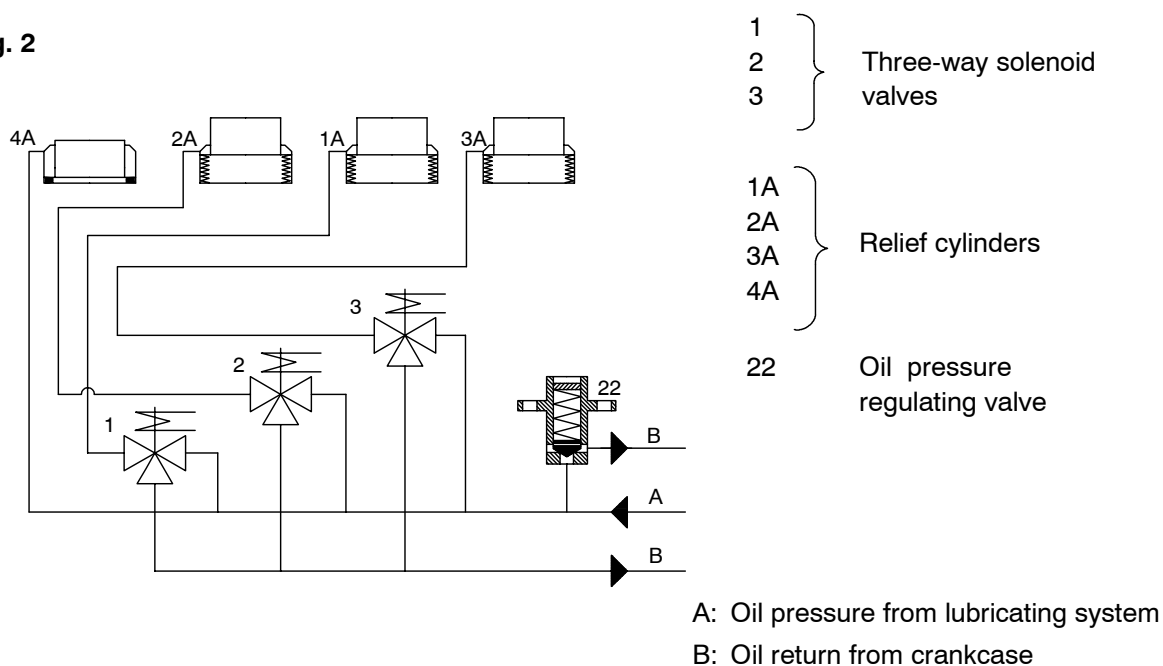 g. 2
4A
2A
1A
3A
3
2
1
22
B
A
B
1
2
3
Three-way solenoid
valves
1A
2A
3A
4A
Relief cylinders
22
Oil pressure
regulating valve
A: Oil pressure from lubricating system
B: Oil return from crankcase